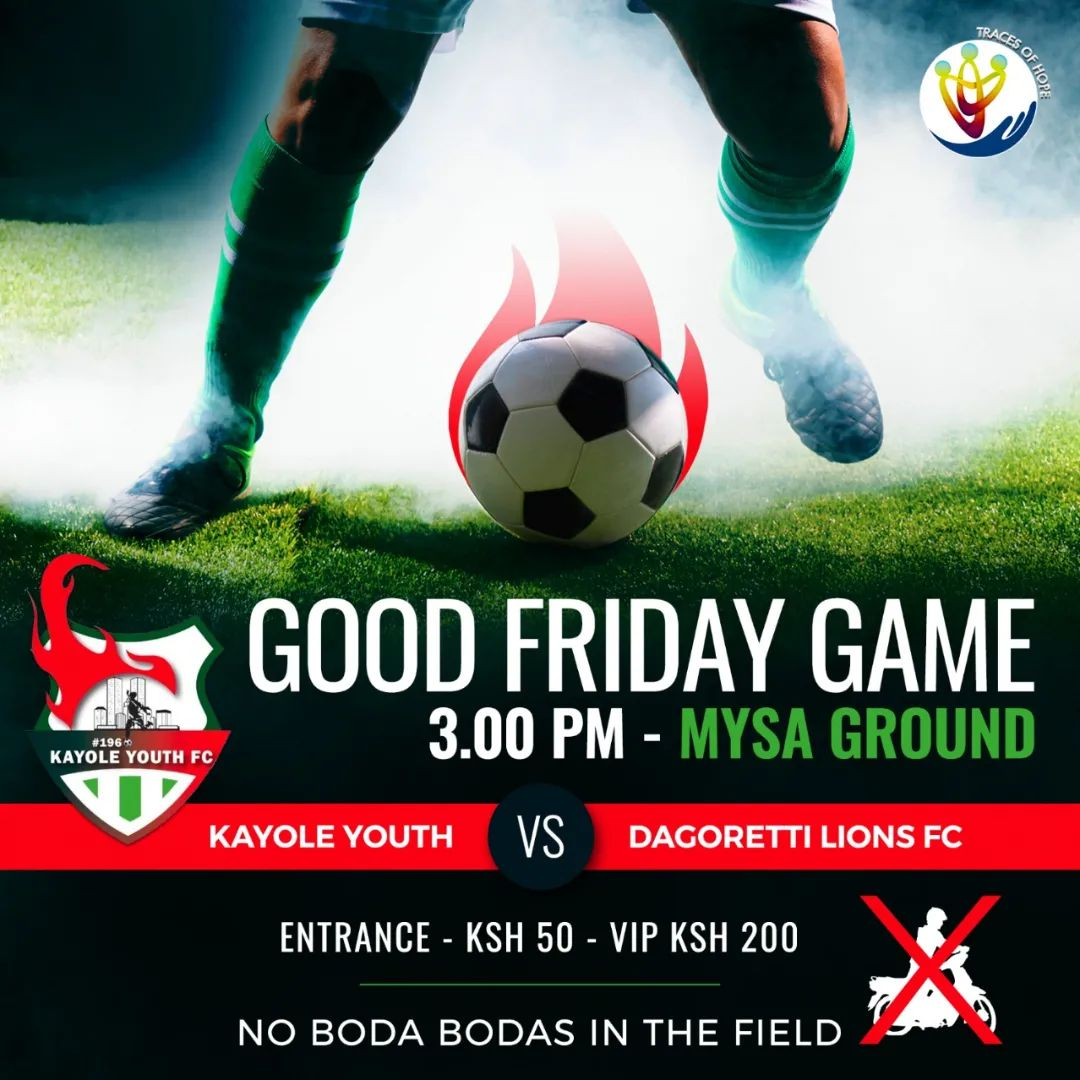 TRACES OF HOPE
GOOD FRIDAY GAME
3.00 PM - MYSA GROUND
#196
KAYOLE YOUTH FC
KAYOLE YOUTH VS DAGORETTI LIONS FC
ENTRANCE - KSH 50 - VIP KSH 200
NO BODA BODAS IN THE FIELD